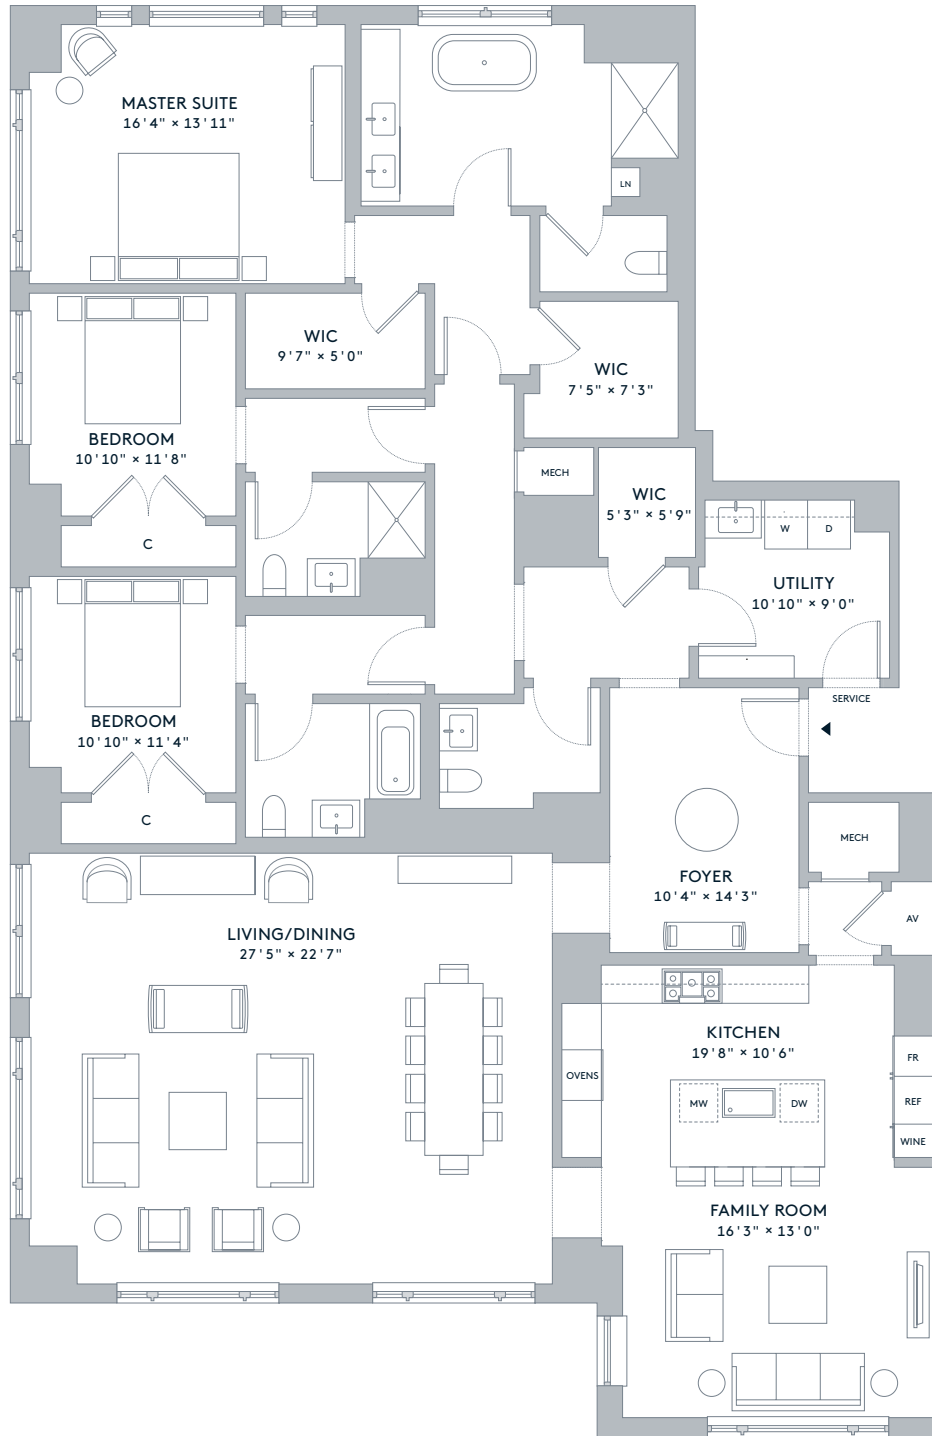 MASTER SUITE
16'4" × 13'11"
LN
WIC
9'7" × 5'0"
WIC
7'5" × 7'3"
BEDROOM
10'10" × 11'8"
MECH
WIC
5'3" × 5'9"
W
D
C
UTILITY
10'10" × 9'0"
SERVICE
BEDROOM
10'10" × 11'4"
C
MECH
FOYER
10'4" × 14'3"
AV
LIVING/DINING
27'5" × 22'7"
KITCHEN
19'8" × 10'6"
FR
OVENS
MW
DW
REF
WINE
FAMILY ROOM
16'3" × 13'0"